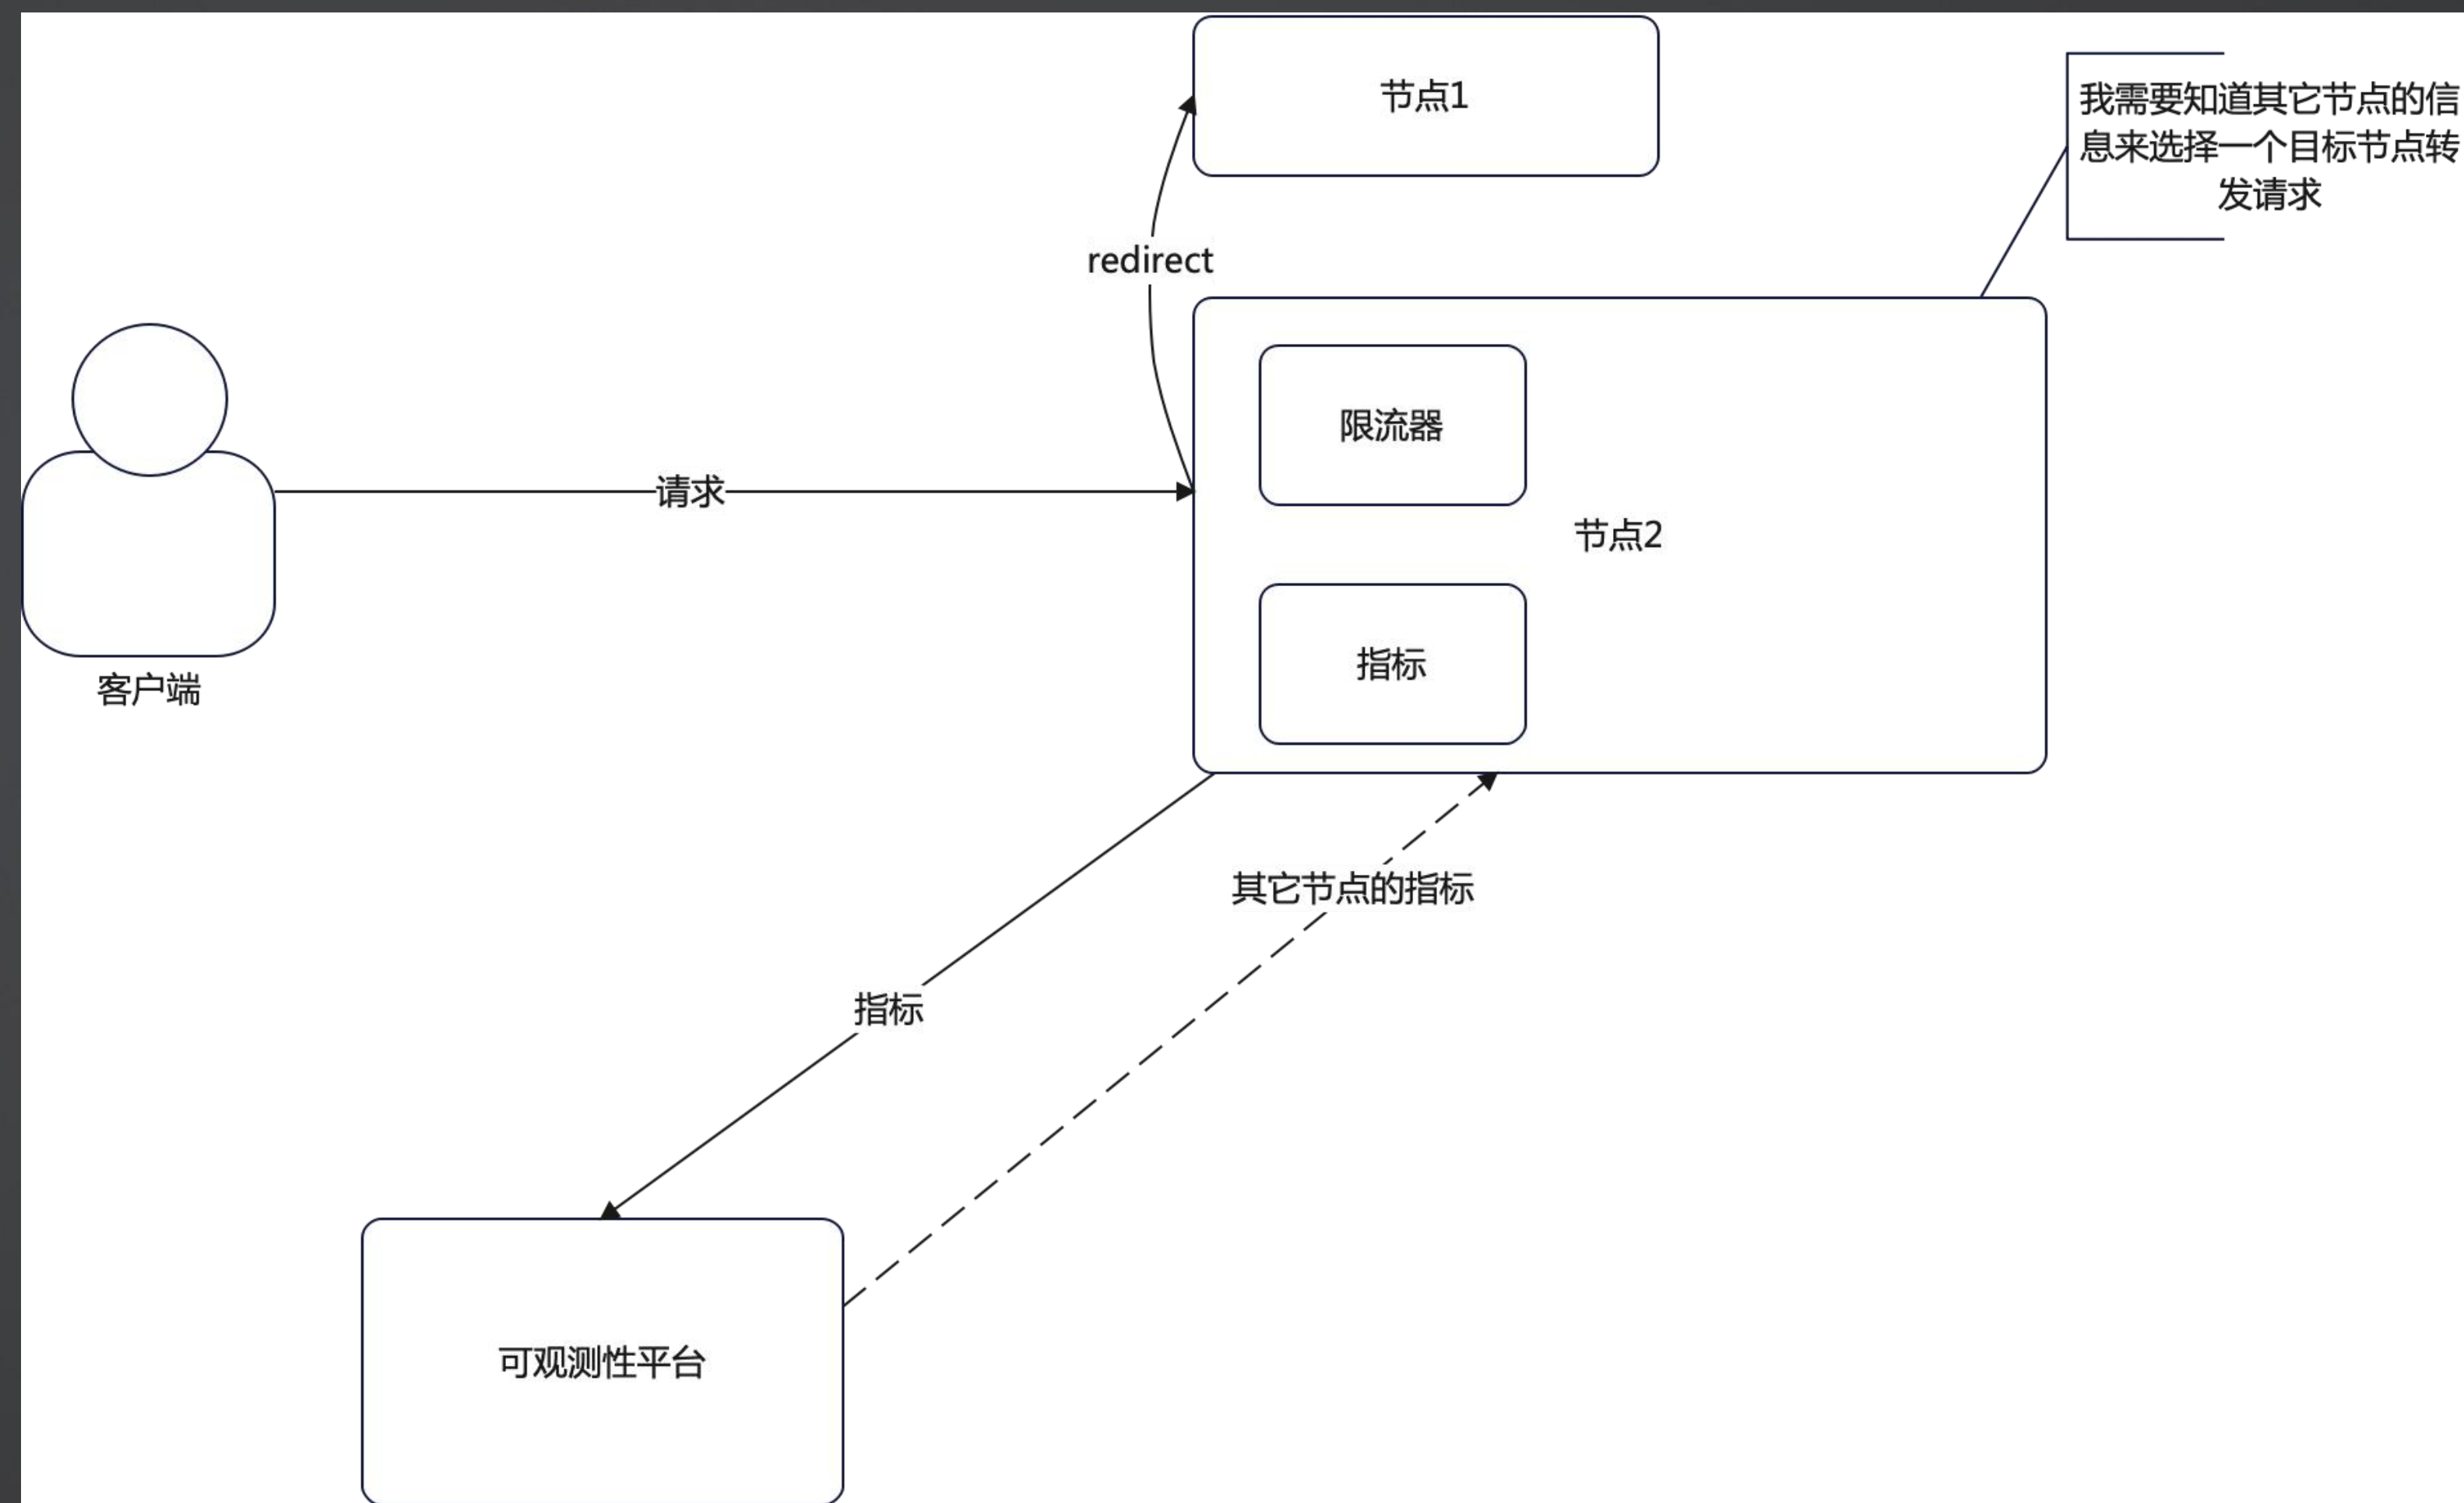 节点1
我需要知道其它节点的信
息来选择一个目标节点转
发请求
redirect
限流器
请求
节点2
指标
客户端
其它节点的指标
指标
可观测性平台